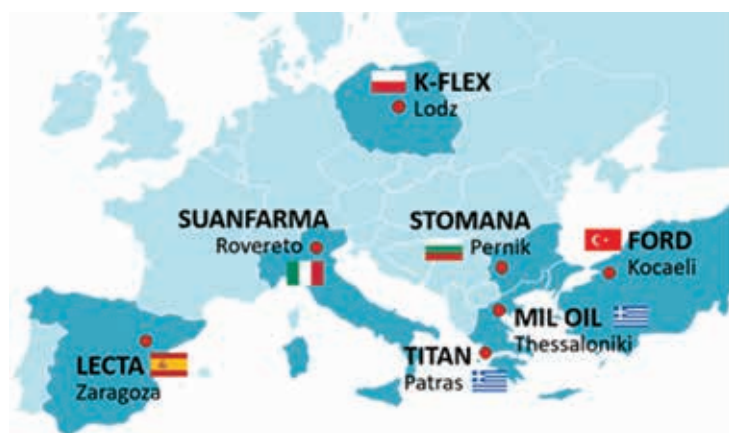 K-FLEX
Lodz
SUANFARMA
Rovereto
STOMANA
Pernik
FORD
Kocaeli
MIL OIL
Thessaloniki
TITAN
Patras
LECTA
Zaragoza